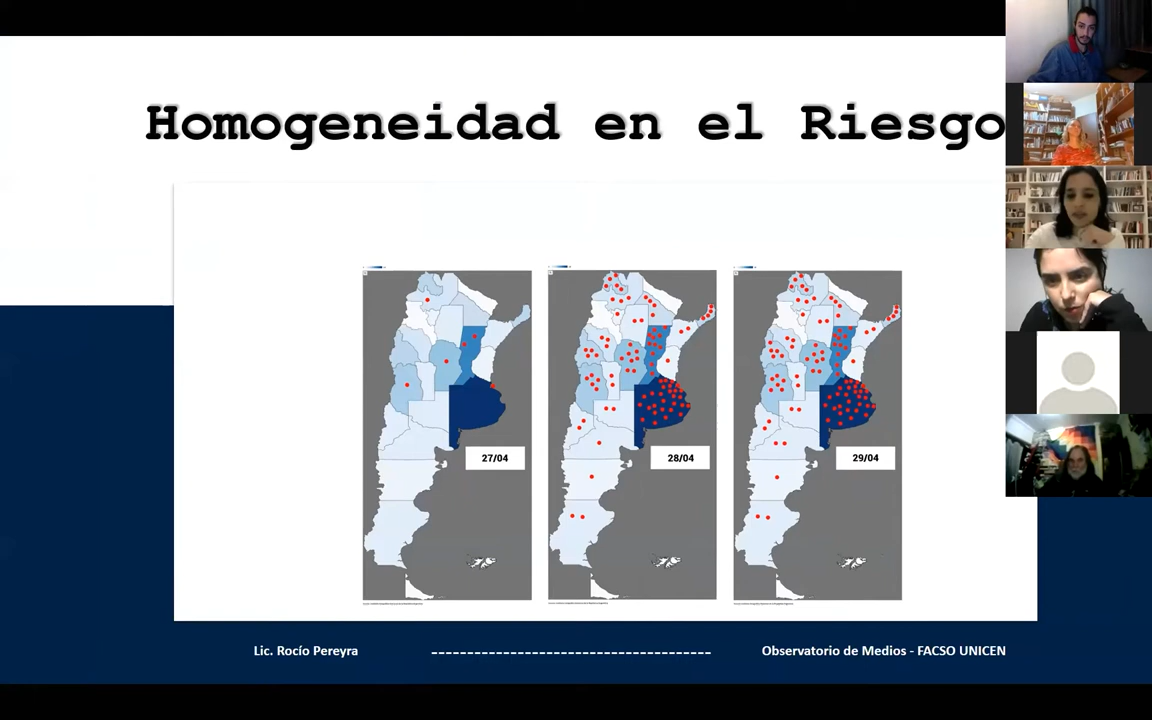 Homogeneidad en el Riesgo
27/04
28/04
29/04
Lic. Rocío Pereyra
-------------------------------------
Observatorio de Medios - FACSO UNICEN